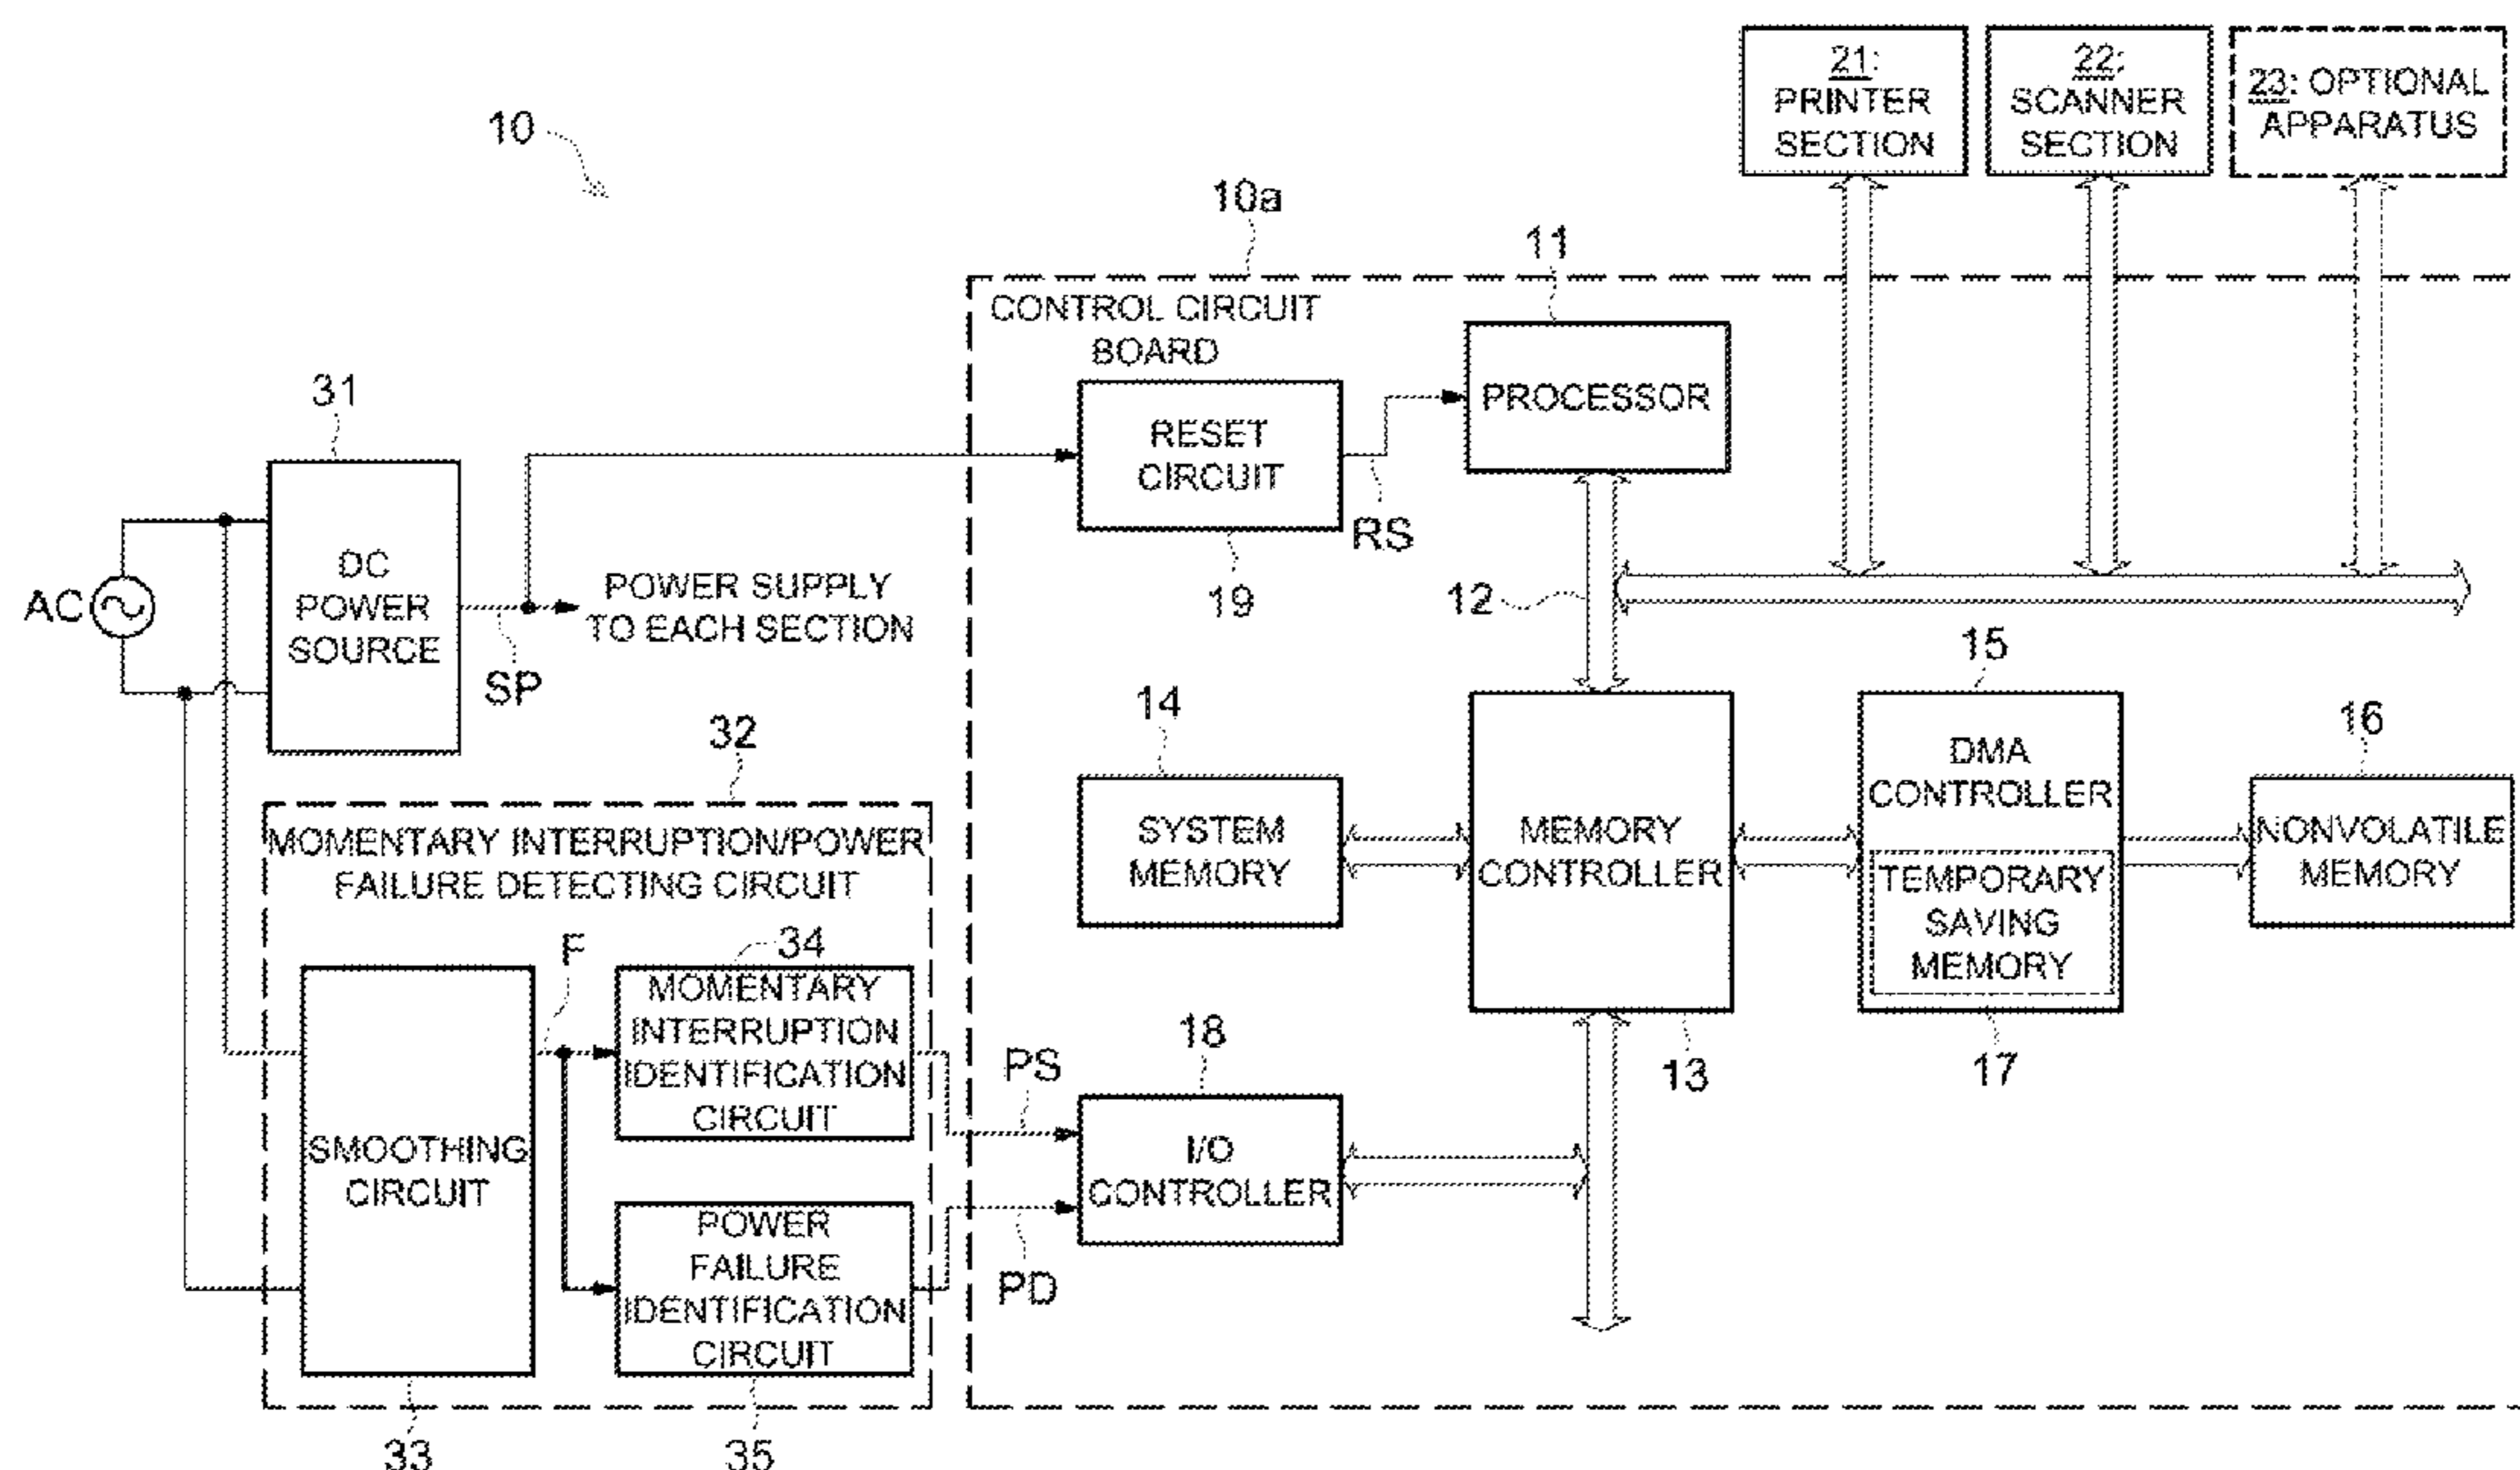 21:
PRINTER
SECTION
22:
SCANNER
SECTION
23: OPTIONAL
APPARATUS
10
10a
CONTROL CIRCUIT
BOARD
11
PROCESSOR
RESET
CIRCUIT
19
RS
12
31
AC
DC
POWER
SOURCE
SP
POWER SUPPLY
TO EACH SECTION
14
SYSTEM
MEMORY
MEMORY
CONTROLLER
13
15
DMA
CONTROLLER
TEMPORARY
SAVING
MEMORY
17
16
NONVOLATILE
MEMORY
32
MOMENTARY INTERRUPTION/POWER
FAILURE DETECTING CIRCUIT
SMOOTHING
CIRCUIT
33
F
34
MOMENTARY
INTERRUPTION
IDENTIFICATION
CIRCUIT
POWER
FAILURE
IDENTIFICATION
CIRCUIT
35
PS
PD
18
I/O
CONTROLLER